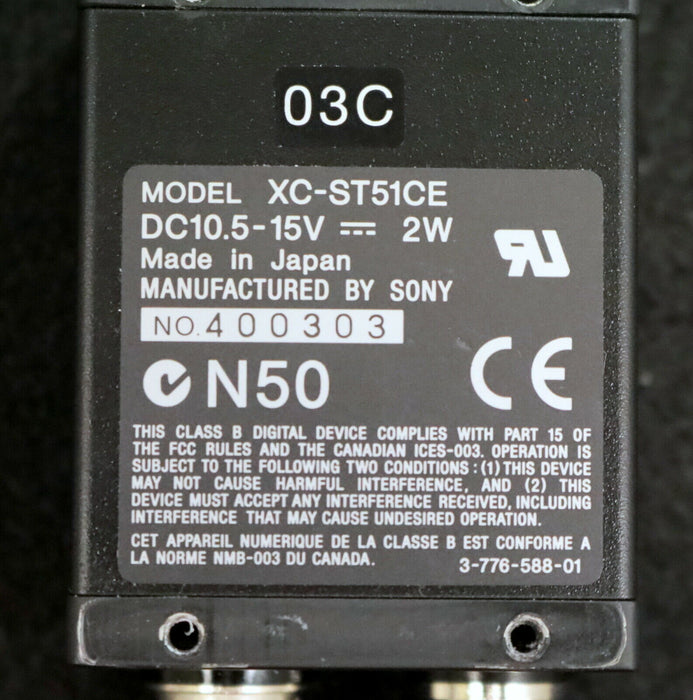 03C
MODEL XC-ST51CE
DC10.5-15V ⎓ 2W
Made in Japan
MANUFACTURED BY SONY
NO. 400303
N50
CE
THIS CLASS B DIGITAL DEVICE COMPLIES WITH PART 15 OF
THE FCC RULES AND THE CANADIAN ICES-003. OPERATION IS
SUBJECT TO THE FOLLOWING TWO CONDITIONS : (1) THIS DEVICE
MAY NOT CAUSE HARMFUL INTERFERENCE, AND (2) THIS
DEVICE MUST ACCEPT ANY INTERFERENCE RECEIVED, INCLUDING
INTERFERENCE THAT MAY CAUSE UNDESIRED OPERATION.
CET APPAREIL NUMERIQUE DE LA CLASSE B EST CONFORME A
LA NORME NMB-003 DU CANADA.
3-776-588-01